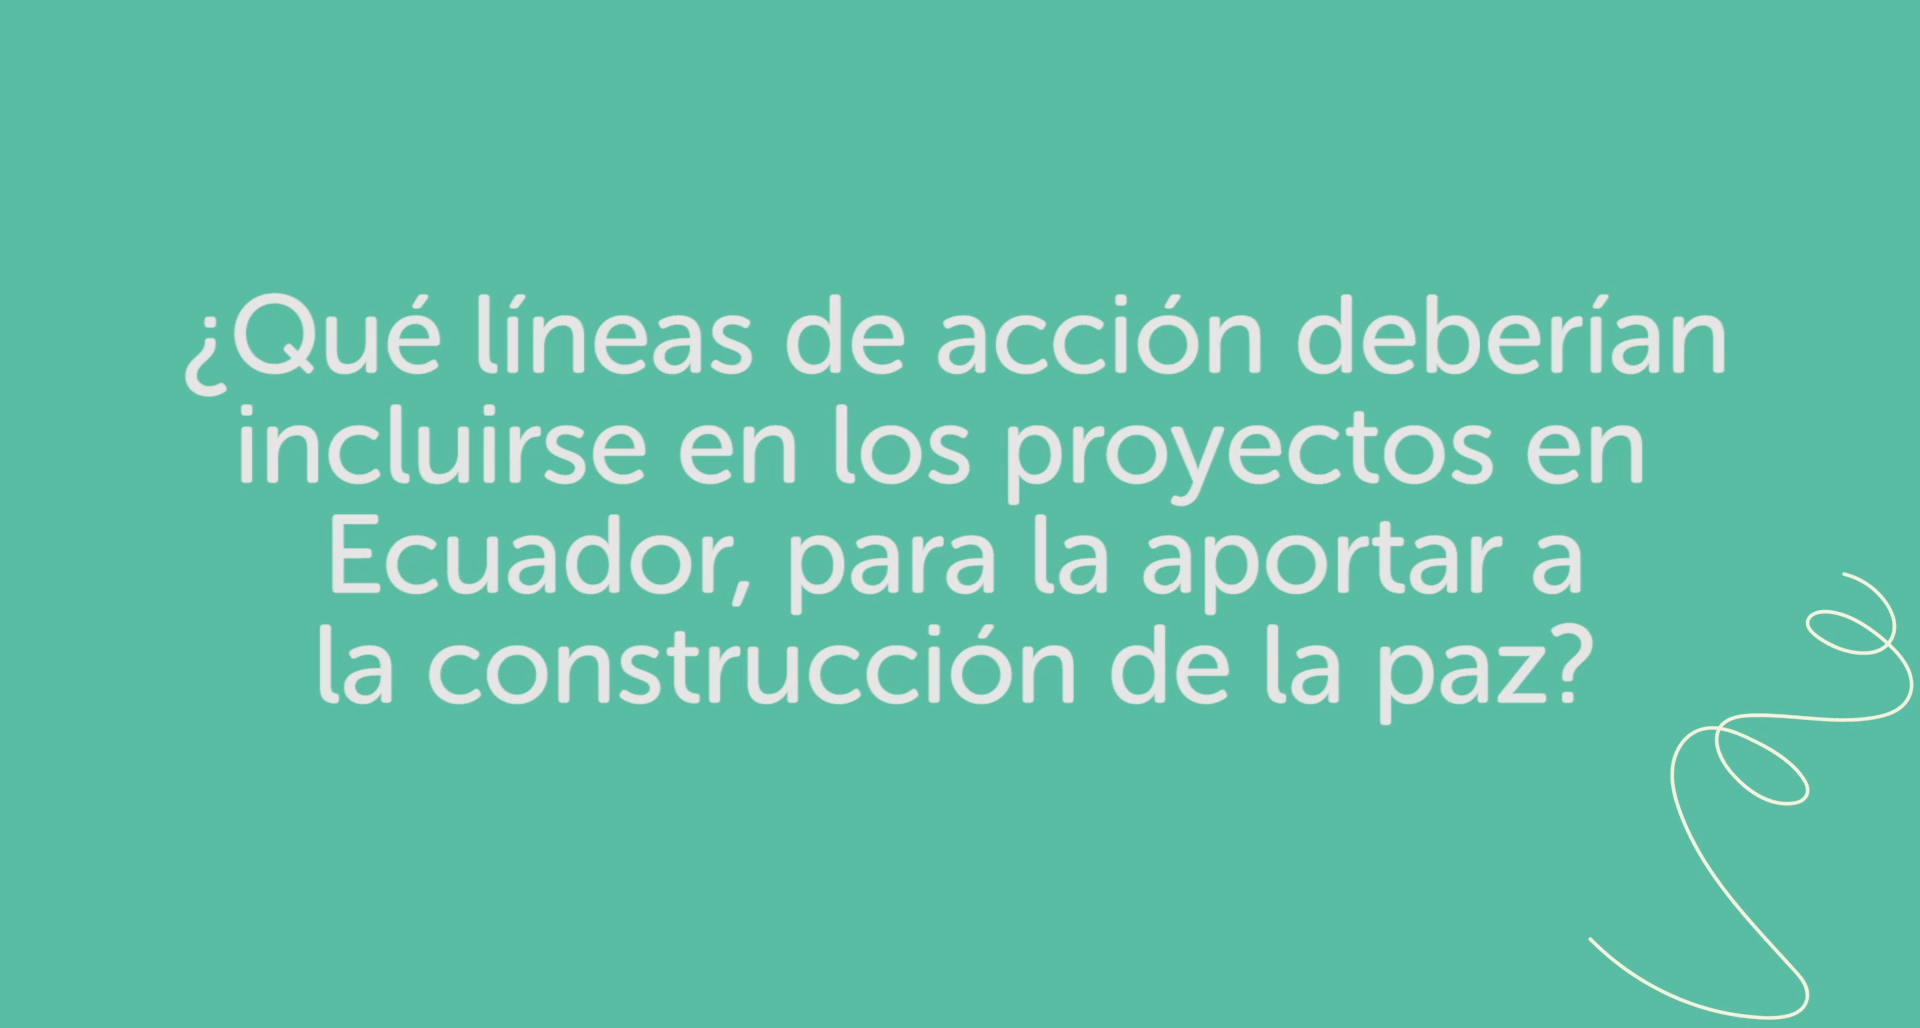 ¿Qué líneas de acción deberían
incluirse en los proyectos en
Ecuador, para la aportar a
la construcción de la paz?